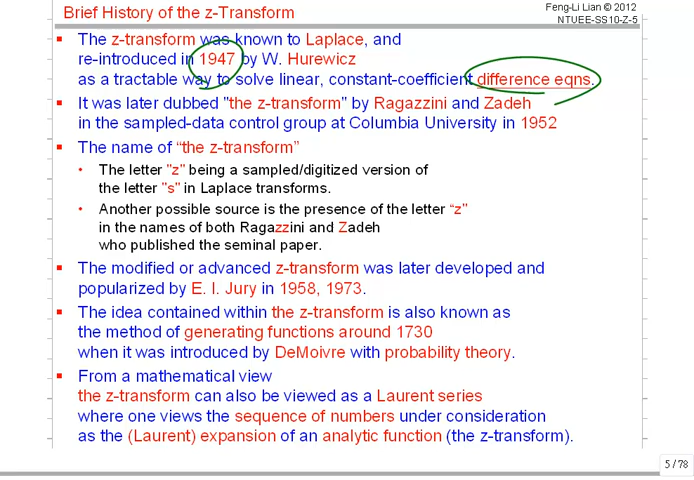 Brief History of the z-Transform
Feng-Li Lian © 2012
NTUEE-SS10-Z-5
The z-transform was known to Laplace, and
re-introduced in 1947 by W. Hurewicz
as a tractable way to solve linear, constant-coefficient difference eqns.
It was later dubbed "the z-transform" by Ragazzini and Zadeh
in the sampled-data control group at Columbia University in 1952
The name of “the z-transform”
The letter "z" being a sampled/digitized version of
the letter "s" in Laplace transforms.
Another possible source is the presence of the letter “z”
in the names of both Ragazzini and Zadeh
who published the seminal paper.
The modified or advanced z-transform was later developed and
popularized by E. I. Jury in 1958, 1973.
The idea contained within the z-transform is also known as
the method of generating functions around 1730
when it was introduced by DeMoivre with probability theory.
From a mathematical view
the z-transform can also be viewed as a Laurent series
where one views the sequence of numbers under consideration
as the (Laurent) expansion of an analytic function (the z-transform).
5 / 78